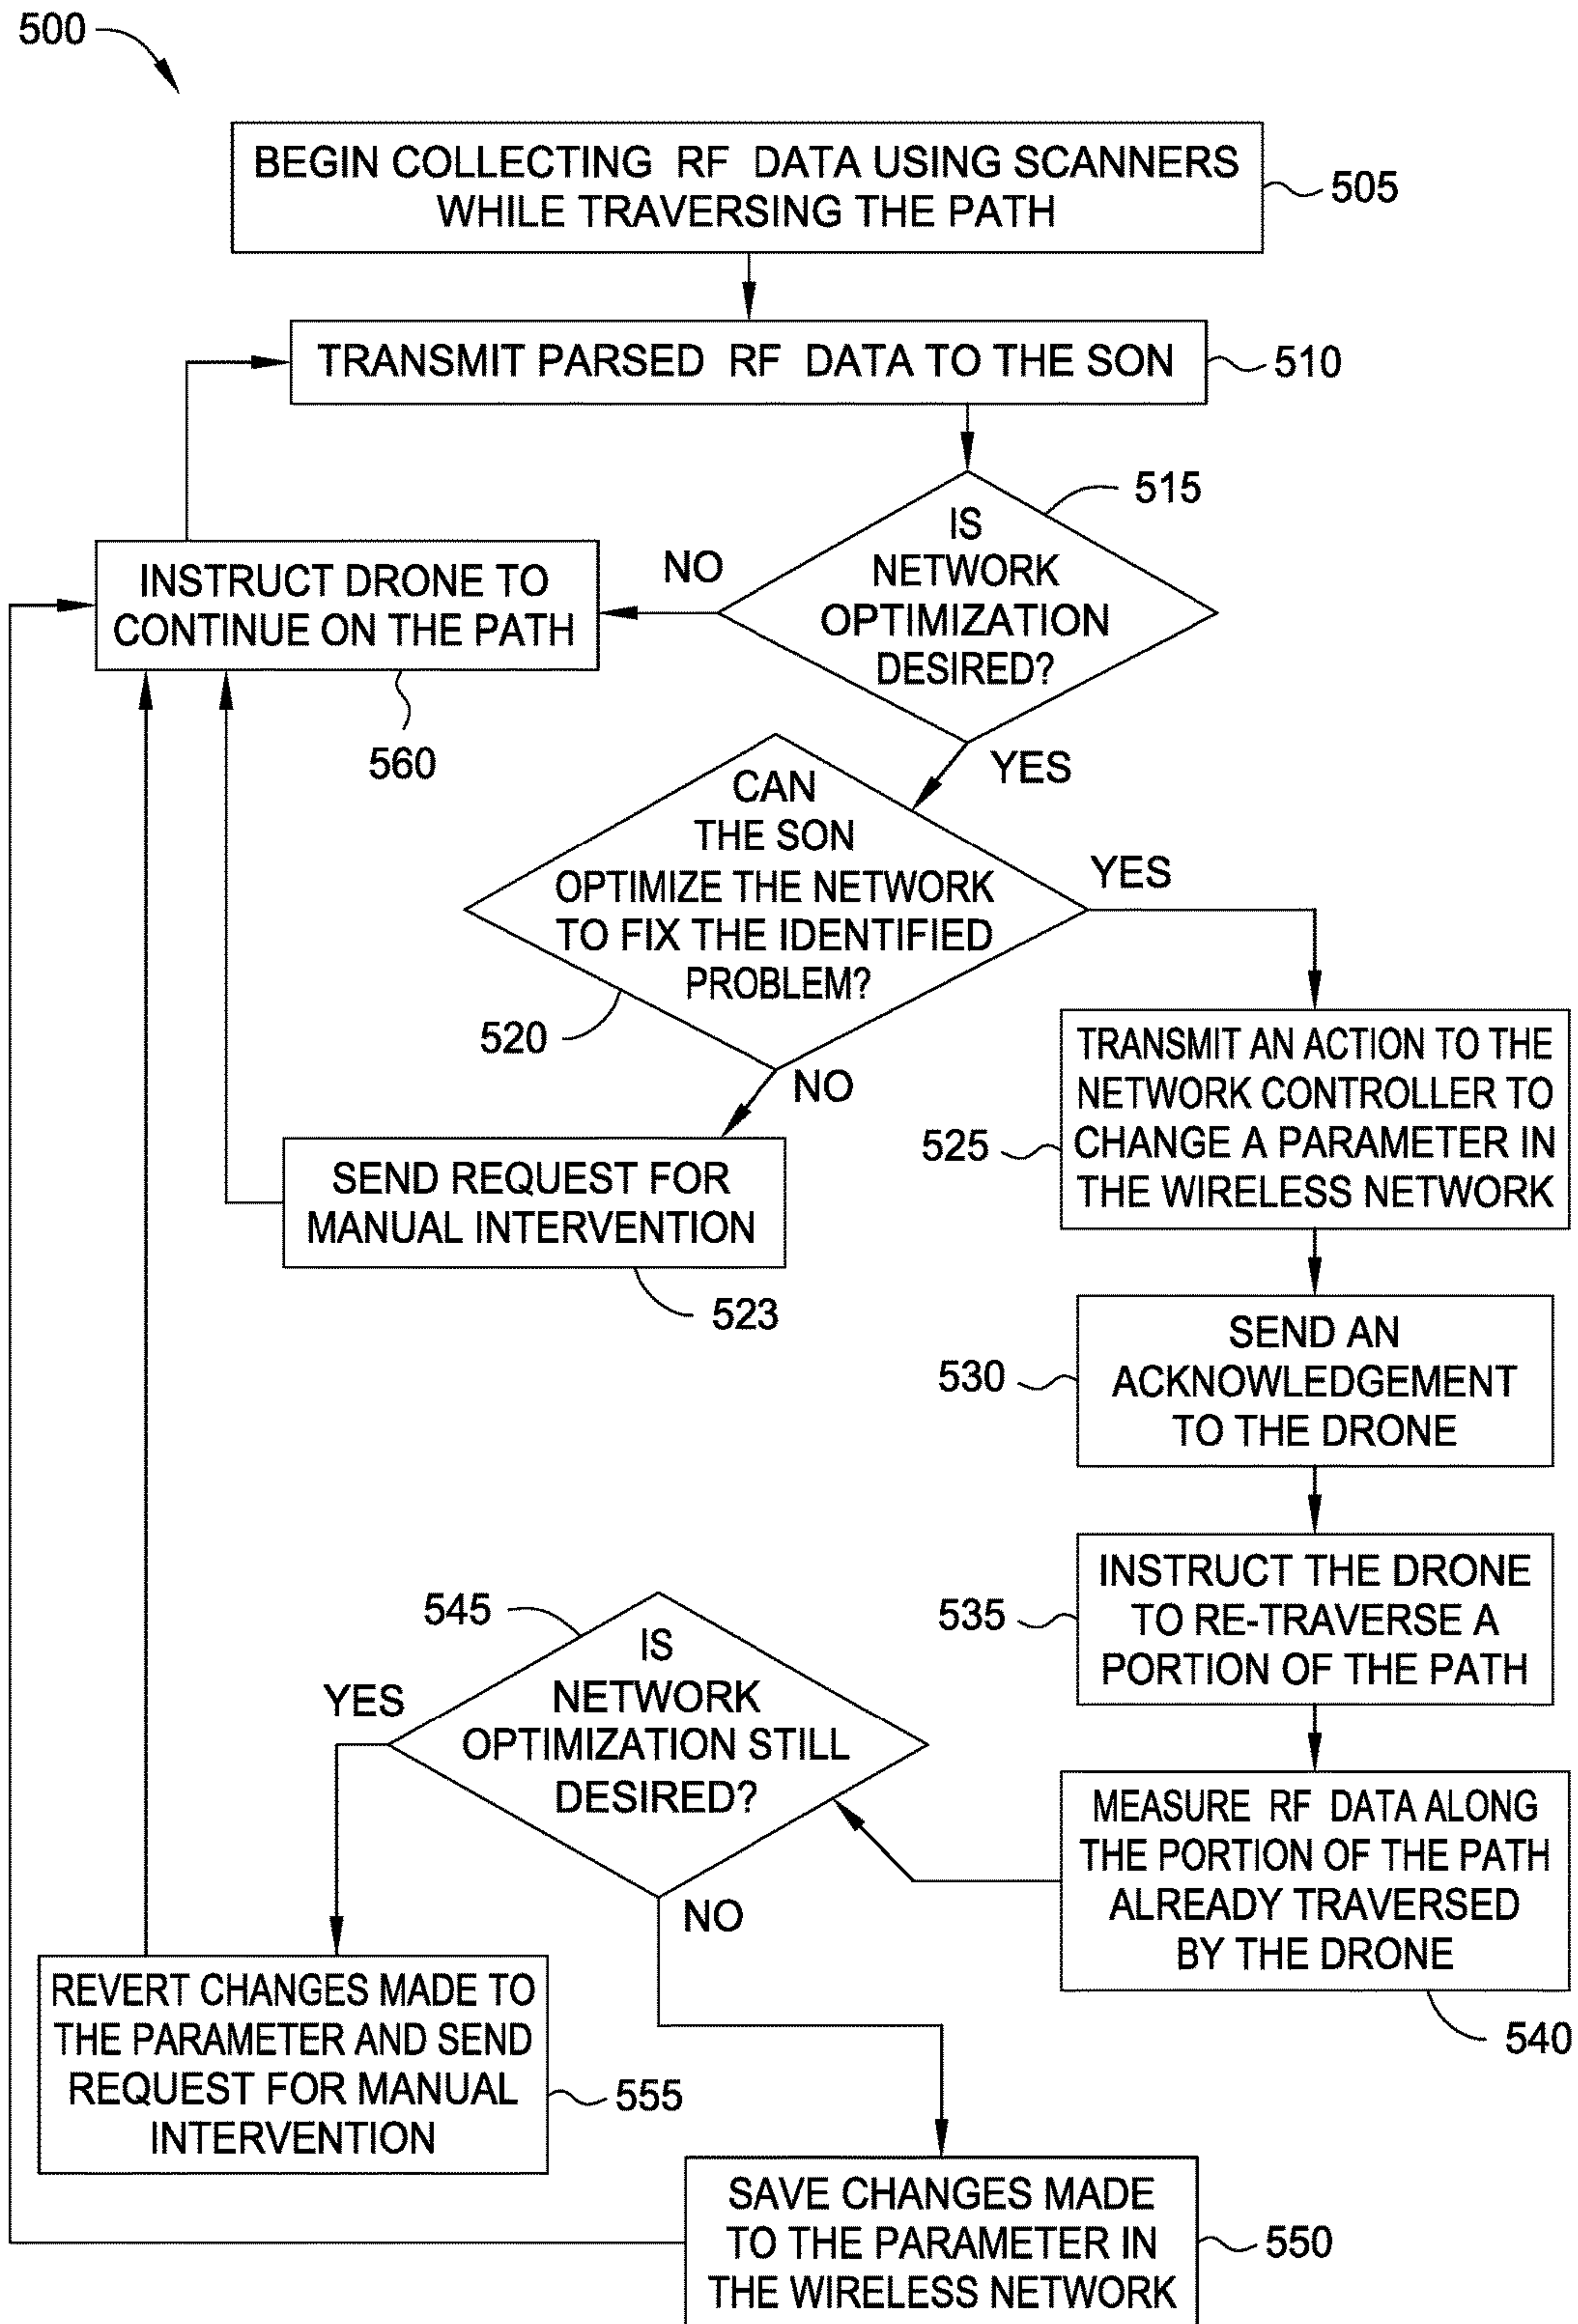 500
BEGIN COLLECTING RF DATA USING SCANNERS
WHILE TRAVERSING THE PATH
505
TRANSMIT PARSED RF DATA TO THE SON
510
515
IS
NETWORK
OPTIMIZATION
DESIRED?
NO
YES
INSTRUCT DRONE TO
CONTINUE ON THE PATH
560
CAN
THE SON
OPTIMIZE THE NETWORK
TO FIX THE IDENTIFIED
PROBLEM?
YES
520
NO
SEND REQUEST FOR
MANUAL INTERVENTION
523
TRANSMIT AN ACTION TO THE
NETWORK CONTROLLER TO
CHANGE A PARAMETER IN
THE WIRELESS NETWORK
525
SEND AN
ACKNOWLEDGEMENT
TO THE DRONE
530
INSTRUCT THE DRONE
TO RE-TRAVERSE A
PORTION OF THE PATH
535
MEASURE RF DATA ALONG
THE PORTION OF THE PATH
ALREADY TRAVERSED
BY THE DRONE
540
545
IS
NETWORK
OPTIMIZATION STILL
DESIRED?
YES
NO
REVERT CHANGES MADE TO
THE PARAMETER AND SEND
REQUEST FOR MANUAL
INTERVENTION
555
SAVE CHANGES MADE
TO THE PARAMETER IN
THE WIRELESS NETWORK
550